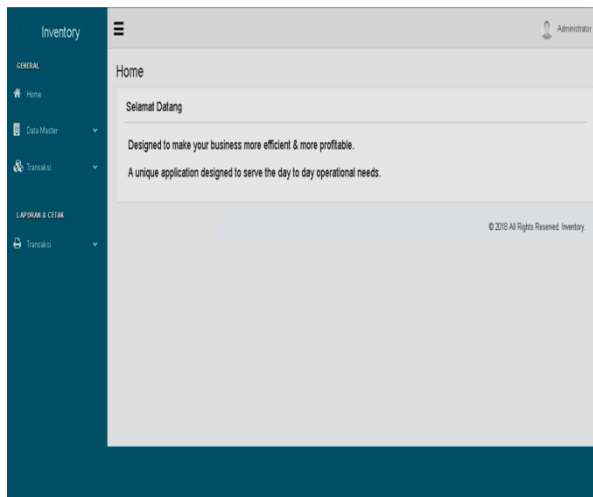 Inventory
Administrator
GENERAL
Home
Data Master
Transaksi
LAPORAN & CETAK
Transaksi
Home
Selamat Datang
Designed to make your business more efficient & more profitable.
A unique application designed to serve the day to day operational needs.
© 2018 All Rights Reserved. Inventory.